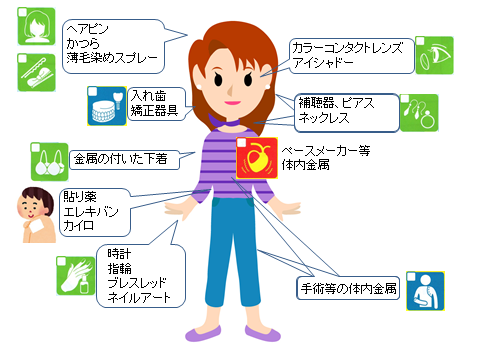 ヘアピン
かつら
薄毛染めスプレー
カラーコンタクトレンズ
アイシャドー
入れ歯
矯正器具
補聴器、ピアス
ネックレス
金属の付いた下着
ペースメーカー等
体内金属
貼り薬
エレキバン
カイロ
時計
指輪
ブレスレッド
ネイルアート
手術等の体内金属